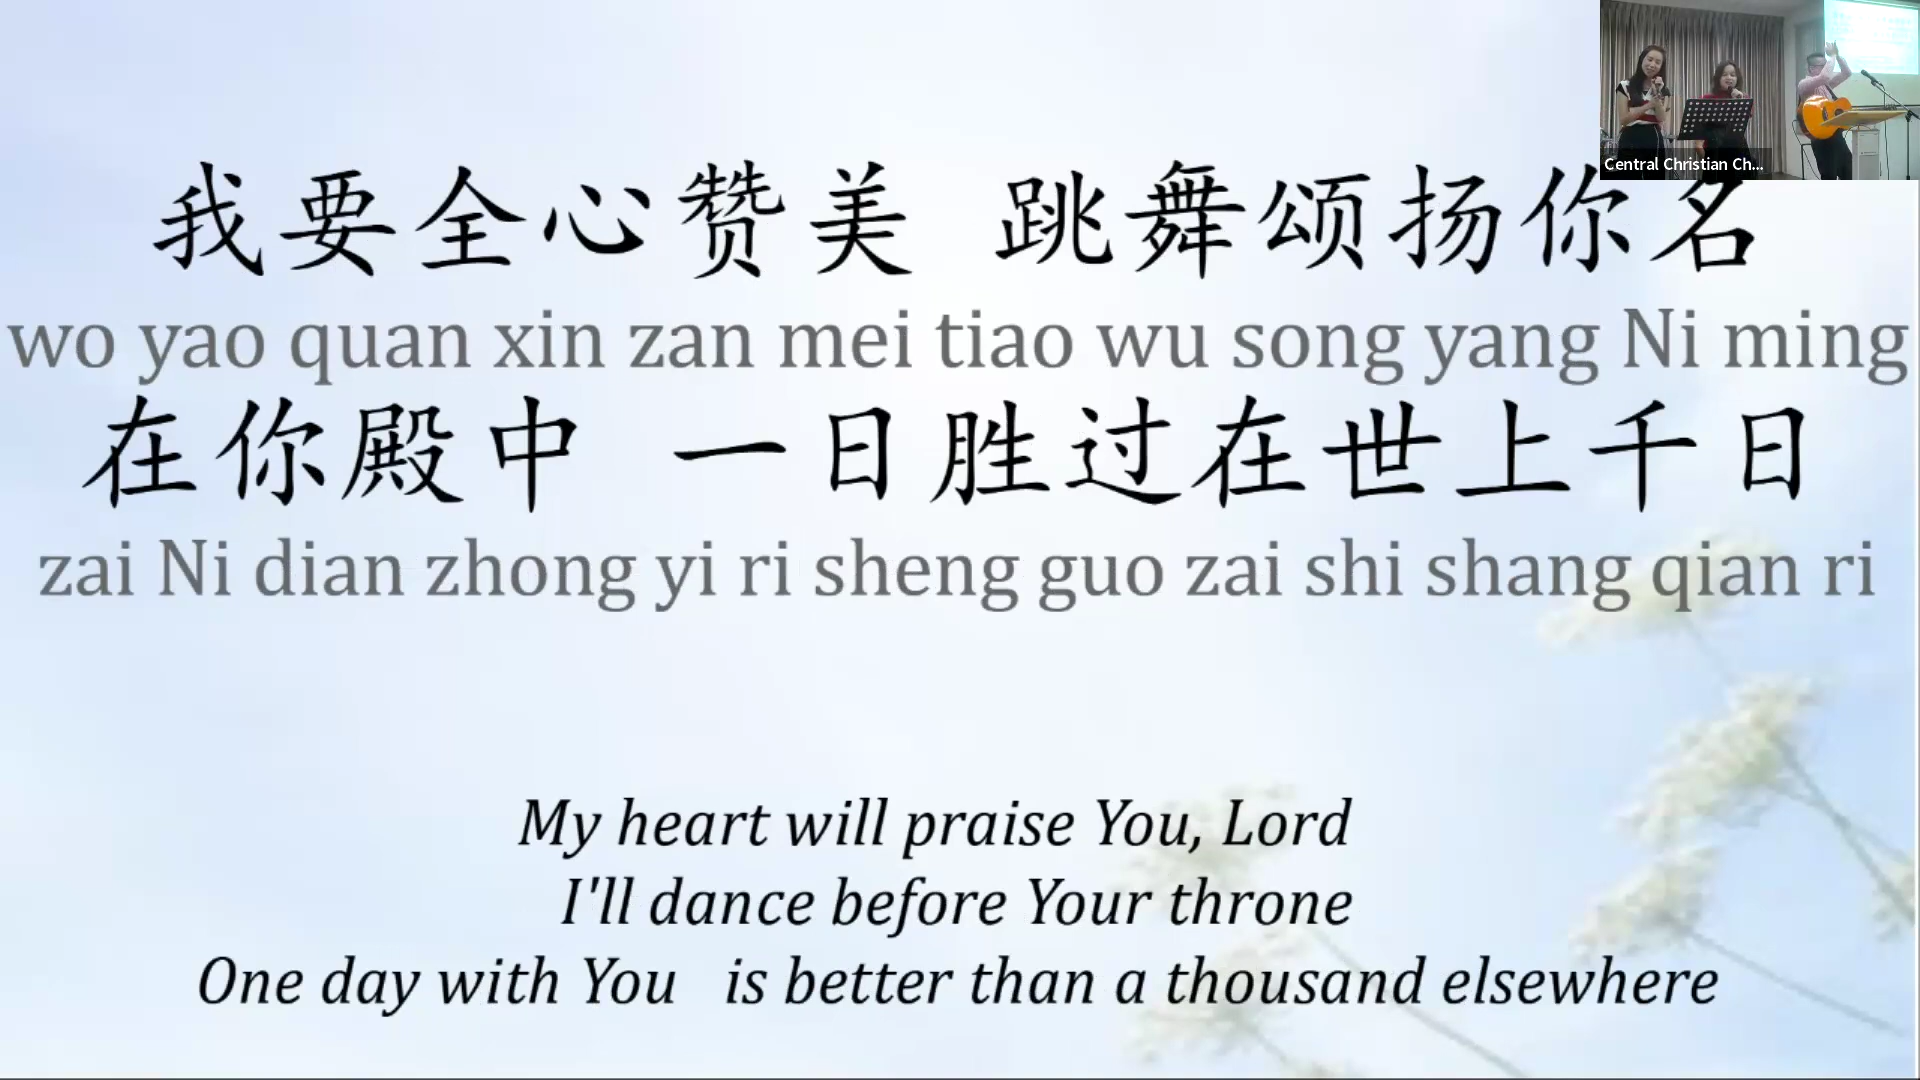 Central Christian Ch...
我要全心赞美 跳舞颂扬你名
wo yao quan xin zan mei tiao wu song yang Ni ming
在你殿中 一日胜过在世上千日
zai Ni dian zhong yi ri sheng guo zai shi shang qian ri
My heart will praise You, Lord
I'll dance before Your throne
One day with You is better than a thousand elsewhere